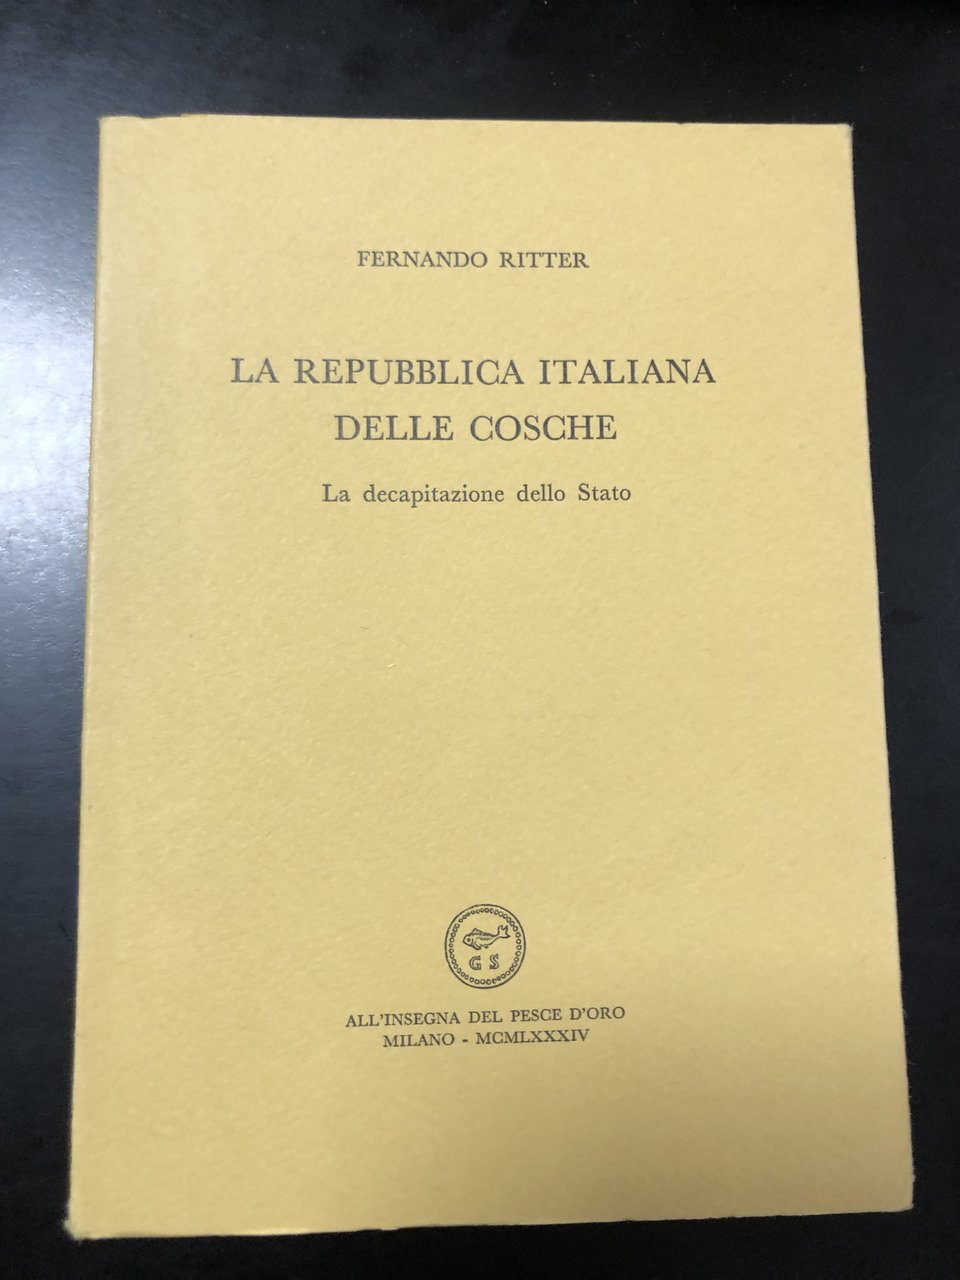 FERNANDO RITTER
LA REPUBBLICA ITALIANA
DELLE COSCHE
La decapitazione dello Stato
G S
ALL'INSEGNA DEL PESCE D'ORO
MILANO - MCMLXXXIV